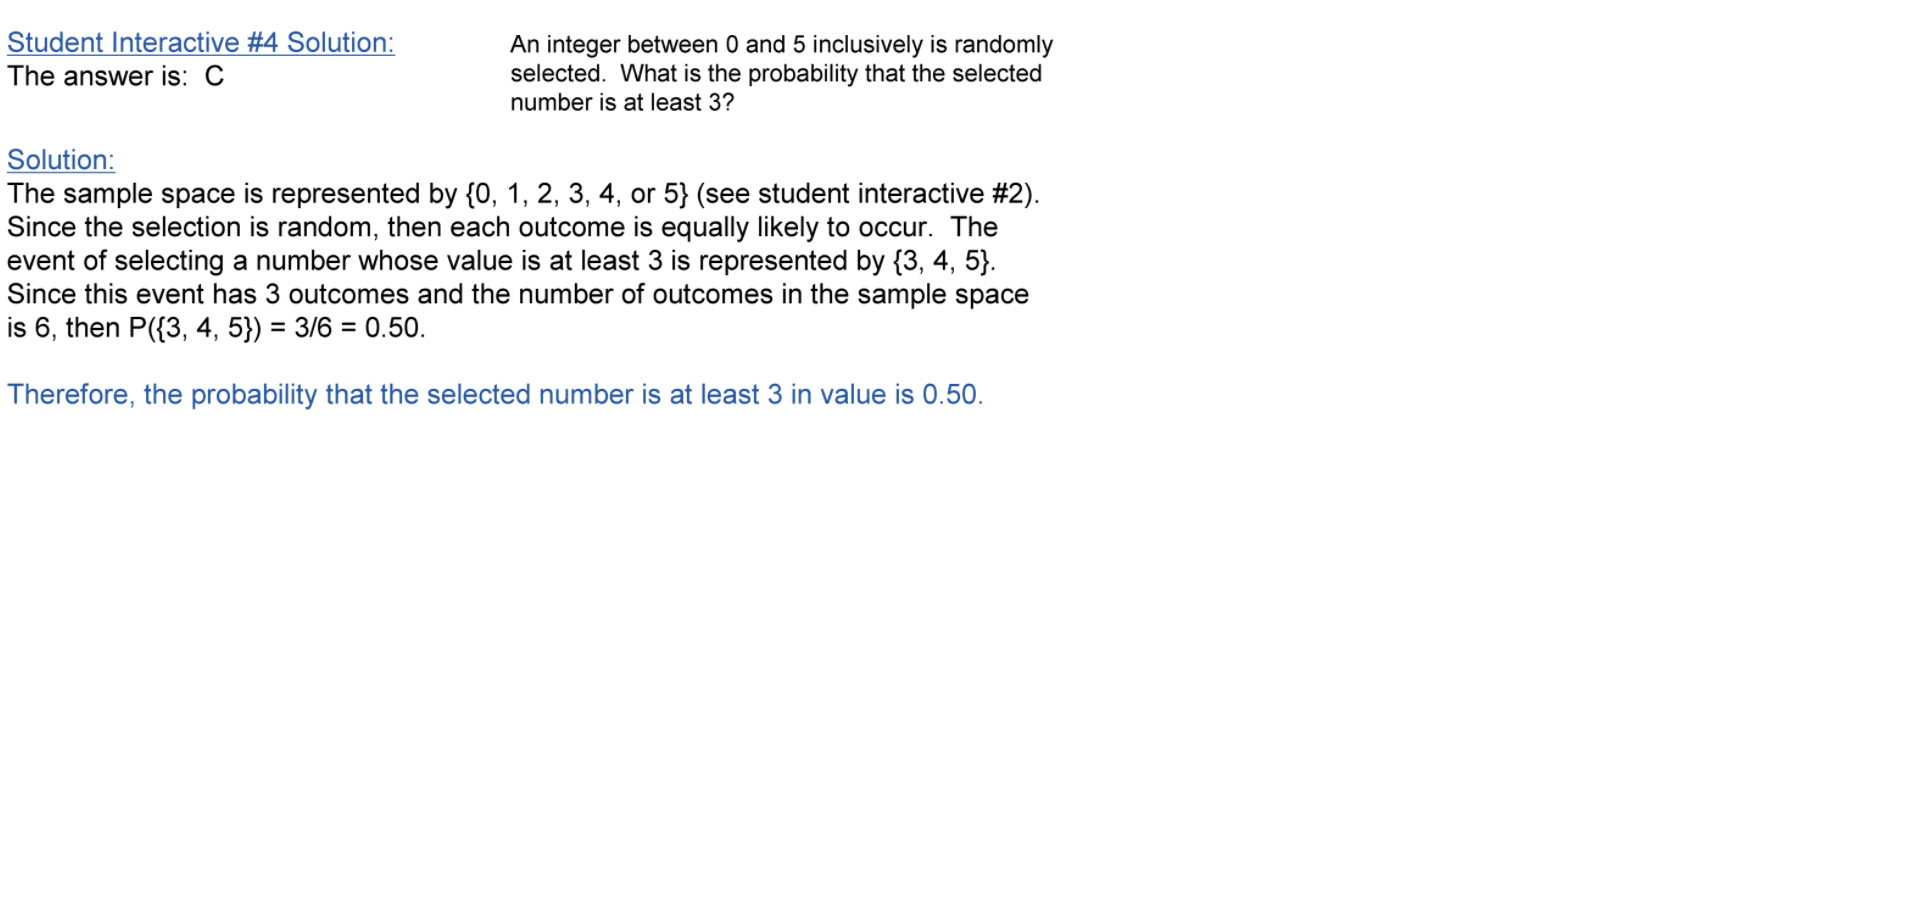 Student Interactive #4 Solution:
The answer is:  C
An integer between 0 and 5 inclusively is randomly
selected.  What is the probability that the selected
number is at least 3?
Solution:
The sample space is represented by {0, 1, 2, 3, 4, or 5} (see student interactive #2).
Since the selection is random, then each outcome is equally likely to occur.  The
event of selecting a number whose value is at least 3 is represented by {3, 4, 5}.
Since this event has 3 outcomes and the number of outcomes in the sample space
is 6, then P({3, 4, 5}) = 3/6 = 0.50.
Therefore, the probability that the selected number is at least 3 in value is 0.50.